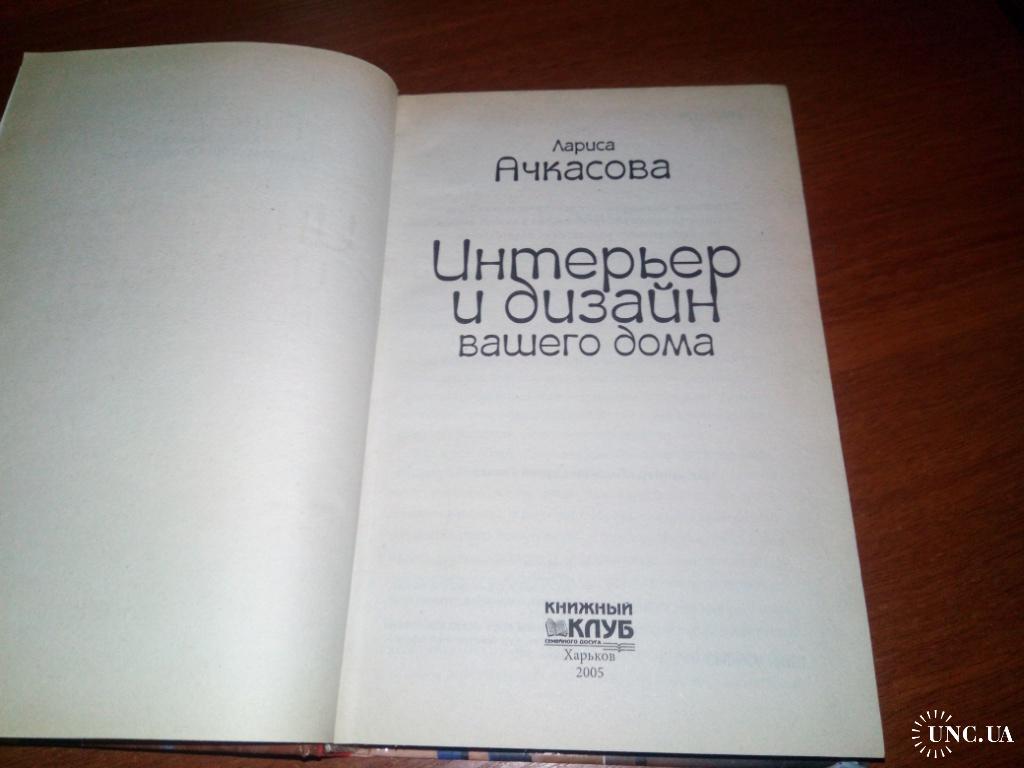 Лариса
Ачкасова
Интерьер
и дизайн
вашего дома
КНИЖНЫЙ
КЛУБ
СЕМЕЙНОГО ДОСУГА
Харьков
2005
UNC.UA